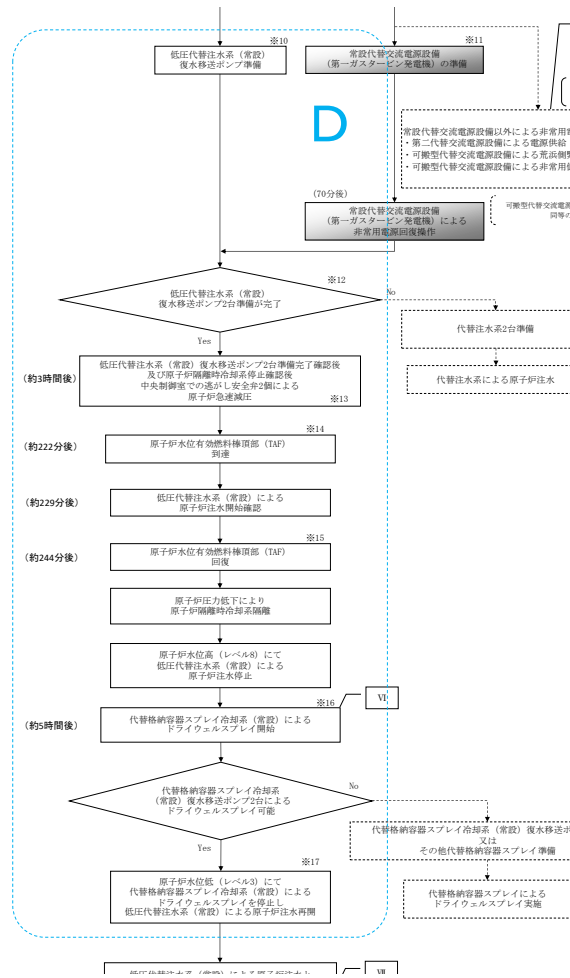 ※10
低圧代替注水系（常設）
復水移送ポンプ準備
※11
常設代替交流電源設備
（第一ガスタービン発電機）の準備
D
常設代替交流電源設備以外による非常用
・第二代替交流電源設備による電源供給
・可搬型代替交流電源設備による荒浜側
・可搬型代替交流電源設備による非常用
(70分後)
常設代替交流電源設備
（第一ガスタービン発電機）による
非常用電源回復操作
可搬型代替交流電源
同等の
※12
低圧代替注水系（常設）
復水移送ポンプ2台準備が完了
No
Yes
代替注水系2台準備
代替注水系による原子炉注水
(約3時間後)
低圧代替注水系（常設）復水移送ポンプ2台準備完了確認後
及び原子炉隔離時冷却系停止確認後
中央制御室での逃がし安全弁2個による
原子炉急速減圧
※13
※14
(約222分後)
原子炉水位有効燃料棒頂部（TAF）
到達
(約229分後)
低圧代替注水系（常設）による
原子炉注水開始確認
※15
(約244分後)
原子炉水位有効燃料棒頂部（TAF）
回復
原子炉圧力低下により
原子炉隔離時冷却系隔離
原子炉水位高（レベル8）にて
低圧代替注水系（常設）による
原子炉注水停止
※16
Ⅵ
(約5時間後)
代替格納容器スプレイ冷却系（常設）による
ドライウェルスプレイ開始
代替格納容器スプレイ冷却系
（常設）復水移送ポンプ2台による
ドライウェルスプレイ可能
No
Yes
代替格納容器スプレイ冷却系（常設）復水移送ポ
又は
その他代替格納容器スプレイ準備
※17
原子炉水位低（レベル3）にて
代替格納容器スプレイ冷却系（常設）による
ドライウェルスプレイを停止し
低圧代替注水系（常設）による原子炉注水再開
代替格納容器スプレイによる
ドライウェルスプレイ実施
低圧代替注水系（常設）による原子炉注水と
Ⅶ